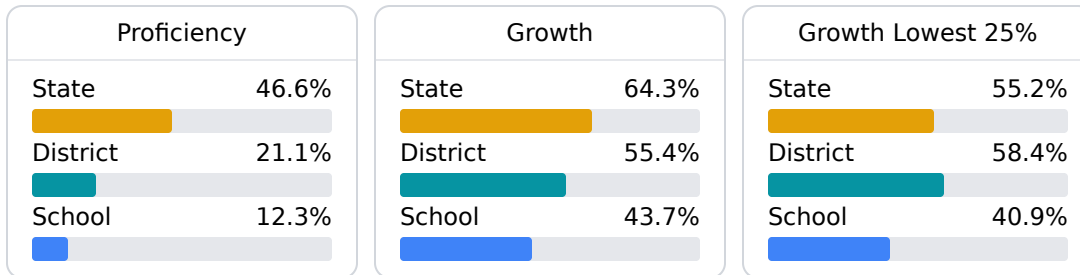 Proficiency
State 46.6%
District 21.1%
School 12.3%
Growth
State 64.3%
District 55.4%
School 43.7%
Growth Lowest 25%
State 55.2%
District 58.4%
School 40.9%